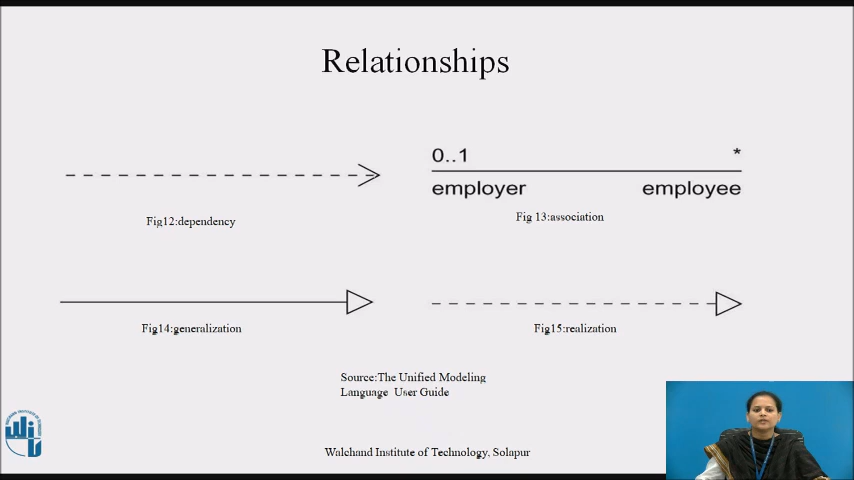 Relationships
0..1 *
employer employee
Fig12:dependency
Fig 13:association
Fig14:generalization
Fig15:realization
Source:The Unified Modeling
Language User Guide
Walchand Institute of Technology, Solapur